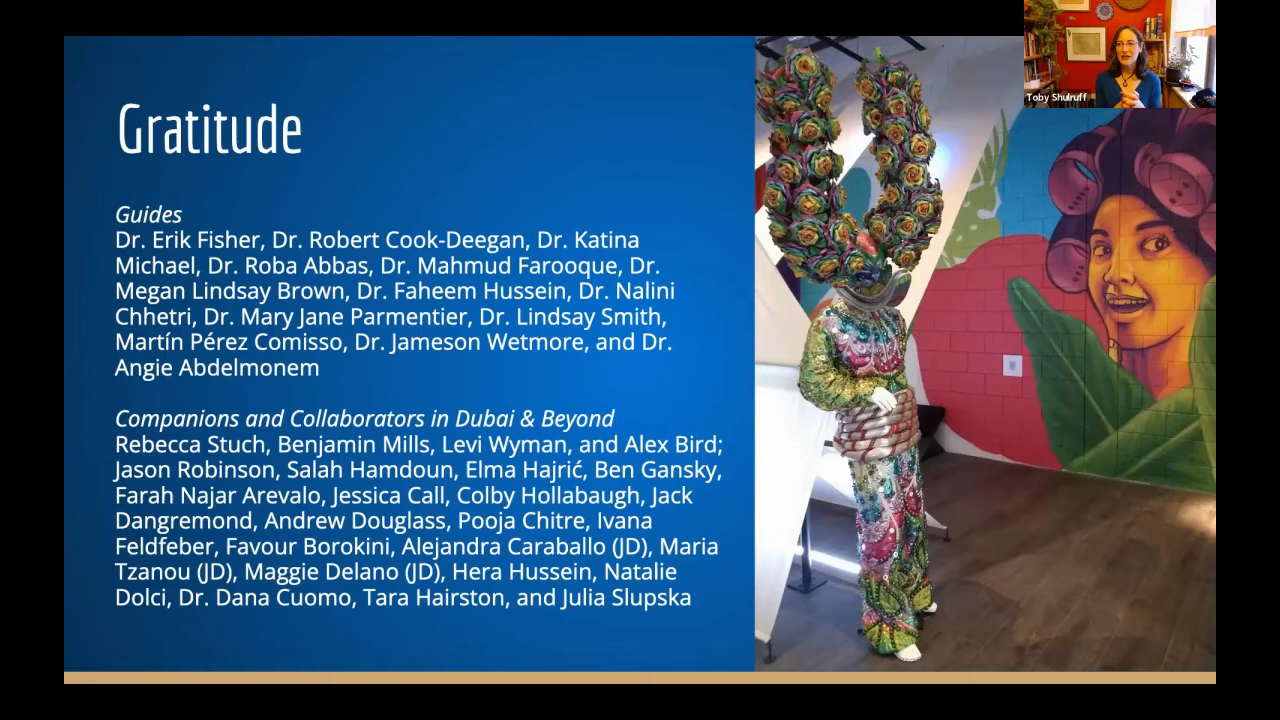 Toby Shulruff
Gratitude
Guides
Dr. Erik Fisher, Dr. Robert Cook-Deegan, Dr. Katina
Michael, Dr. Roba Abbas, Dr. Mahmud Farooque, Dr.
Megan Lindsay Brown, Dr. Faheem Hussein, Dr. Nalini
Chhetri, Dr. Mary Jane Parmentier, Dr. Lindsay Smith,
Martín Pérez Comisso, Dr. Jameson Wetmore, and Dr.
Angie Abdelmonem
Companions and Collaborators in Dubai & Beyond
Rebecca Stuch, Benjamin Mills, Levi Wyman, and Alex Bird;
Jason Robinson, Salah Hamdoun, Elma Hajrić, Ben Gansky,
Farah Najar Arevalo, Jessica Call, Colby Hollabaugh, Jack
Dangremond, Andrew Douglass, Pooja Chitre, Ivana
Feldfeber, Favour Borokini, Alejandra Caraballo (JD), Maria
Tzanou (JD), Maggie Delano (JD), Hera Hussein, Natalie
Dolci, Dr. Dana Cuomo, Tara Hairston, and Julia Slupska